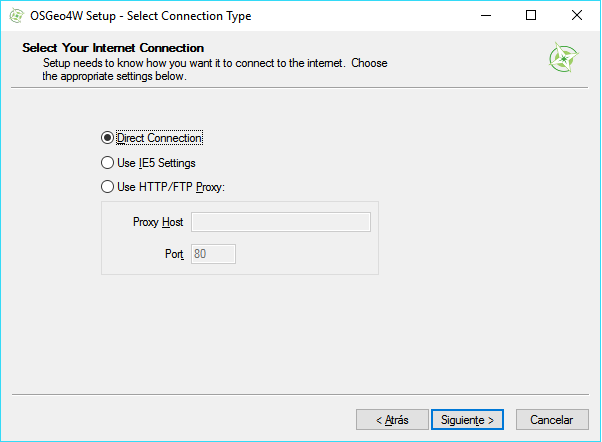 OSGeo4W Setup - Select Connection Type
Select Your Internet Connection
Setup needs to know how you want it to connect to the internet. Choose
the appropriate settings below.
Direct Connection
Use IE5 Settings
Use HTTP/FTP Proxy:
Proxy Host
Port 80
< Atrás Siguiente > Cancelar